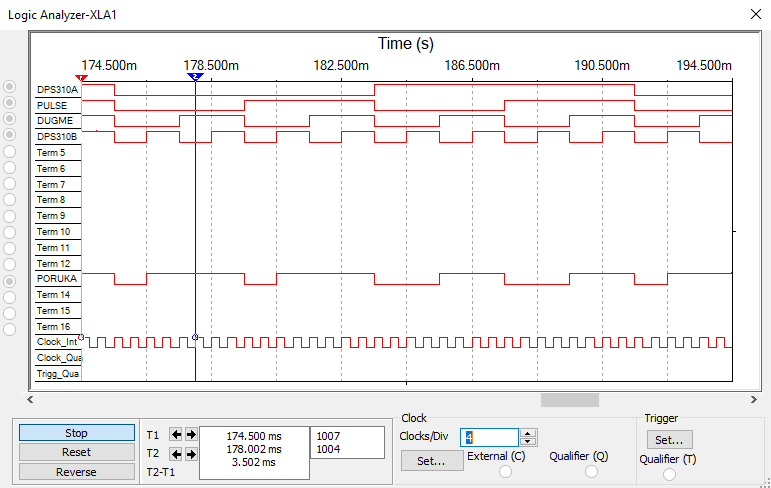 Logic Analyzer-XLA1
Time (s)
174.500m 178.500m 182.500m 186.500m 190.500m 194.500m
DPS310A
PULSE
DUGME
DPS310B
Term 5
Term 6
Term 7
Term 8
Term 9
Term 10
Term 11
Term 12
PORUKA
Term 14
Term 15
Term 16
Clock_Int
Clock_Qua
Trigg_Qua
Stop
Reset
Reverse
T1
T2
T2-T1
174.500 ms
178.002 ms
3.502 ms
1007
1004
Clock
Clocks/Div 4
Set...
External (C)
Qualifier (Q)
Trigger
Set...
Qualifier (T)